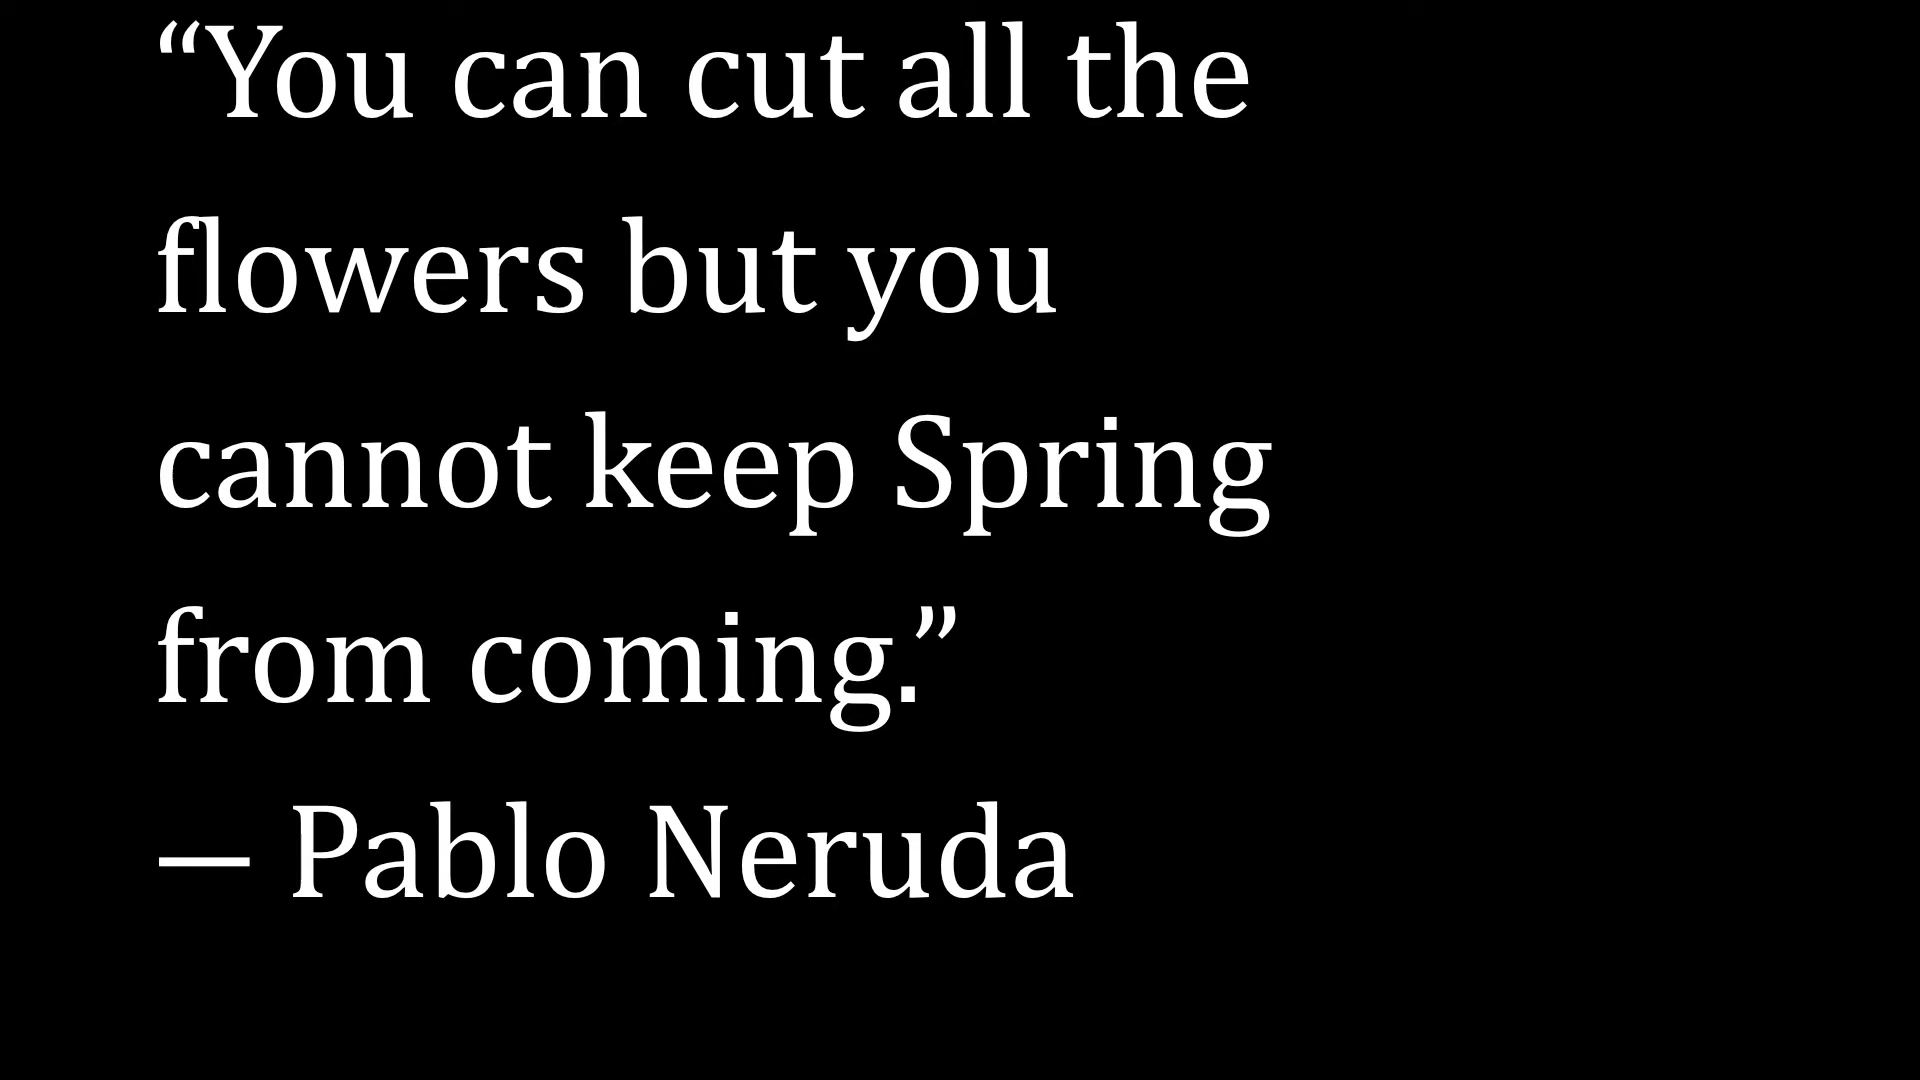 “You can cut all the
flowers but you
cannot keep Spring
from coming.”
— Pablo Neruda